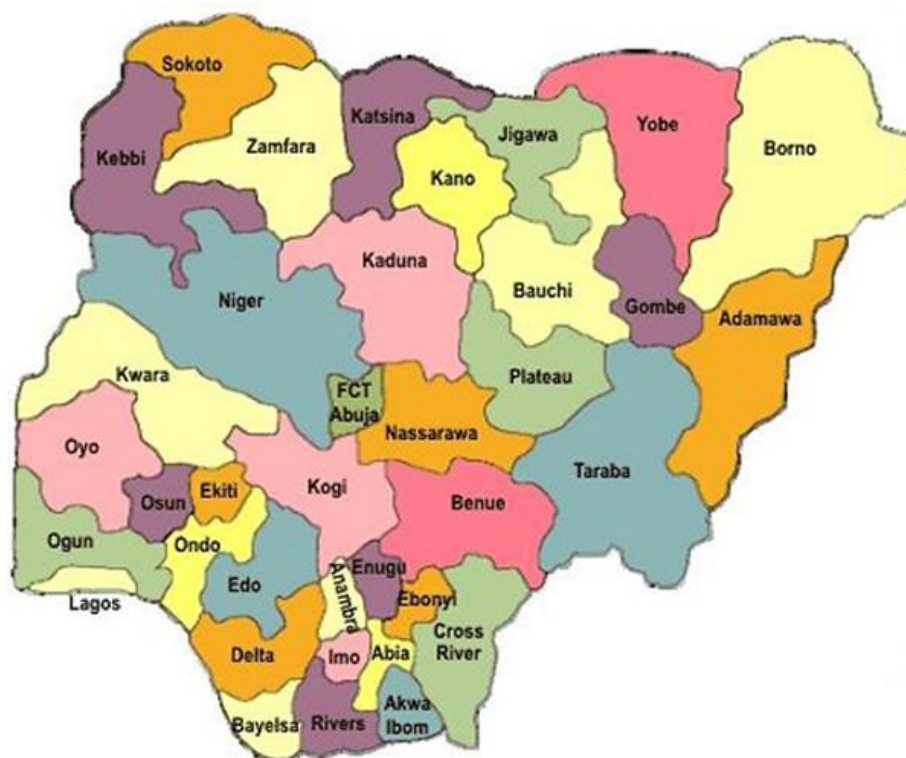 Sokoto
Katsina
Yobe
Jigawa
Zamfara
Borno
Kebbi
Kano
Kaduna
Bauchi
Niger
Gombe
Adamawa
Kwara
Plateau
FCT
Abuja
Nassarawa
Oyo
Taraba
Kogi
Ekiti
Osun
Benue
Ogun
Ondo
Enugu
Edo
Anambra
Lagos
Ebonyi
Cross
River
Delta
Imo
Abia
Akwa
Ibom
Bayelsa
Rivers